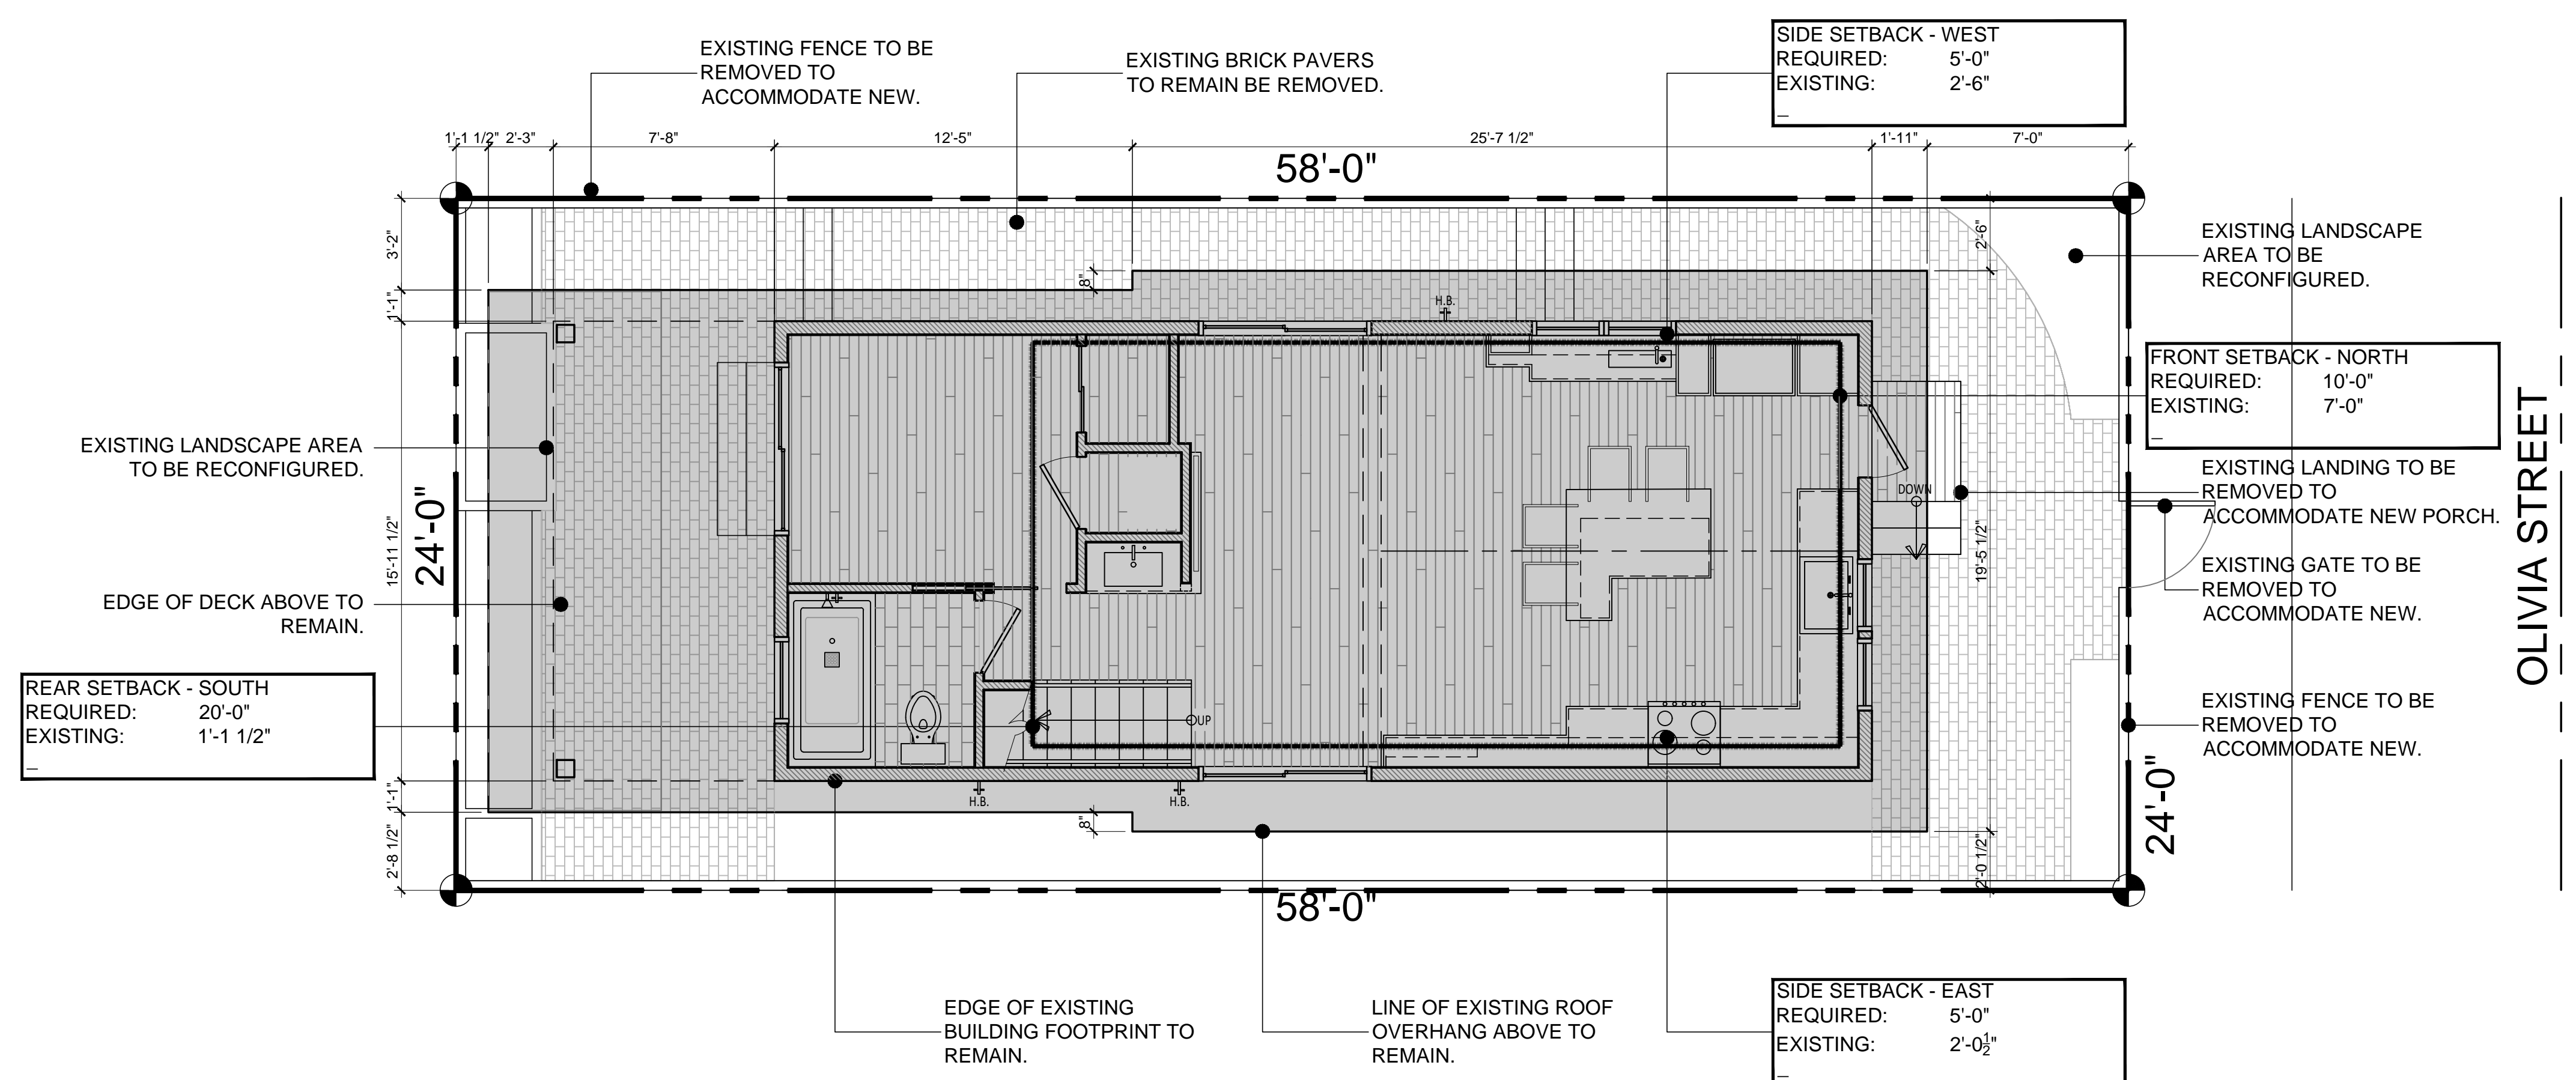 EXISTING FENCE TO BE
REMOVED TO
ACCOMMODATE NEW.
EXISTING BRICK PAVERS
TO REMAIN BE REMOVED.
SIDE SETBACK - WEST
REQUIRED: 5'-0"
EXISTING: 2'-6"
_
1'-1 1/2" 2'-3" 7'-8" 12'-5" 25'-7 1/2" 1'-11" 7'-0"
58'-0"
3'-2"
1'-1"
15'-11 1/2"
1'-1"
2'-8 1/2"
24'-0"
8"
H.B.
2'-6"
EXISTING LANDSCAPE
AREA TO BE
RECONFIGURED.
FRONT SETBACK - NORTH
REQUIRED: 10'-0"
EXISTING: 7'-0"
_
EXISTING LANDSCAPE AREA
TO BE RECONFIGURED.
EXISTING LANDING TO BE
REMOVED TO
ACCOMMODATE NEW PORCH.
DOWN
19'-5 1/2"
EXISTING GATE TO BE
REMOVED TO
ACCOMMODATE NEW.
OLIVIA STREET
EDGE OF DECK ABOVE TO
REMAIN.
REAR SETBACK - SOUTH
REQUIRED: 20'-0"
EXISTING: 1'-1 1/2"
_
UP
EXISTING FENCE TO BE
REMOVED TO
ACCOMMODATE NEW.
24'-0"
H.B.
H.B.
8"
2'-0 1/2"
58'-0"
EDGE OF EXISTING
BUILDING FOOTPRINT TO
REMAIN.
LINE OF EXISTING ROOF
OVERHANG ABOVE TO
REMAIN.
SIDE SETBACK - EAST
REQUIRED: 5'-0"
EXISTING: 2'-0½"
_